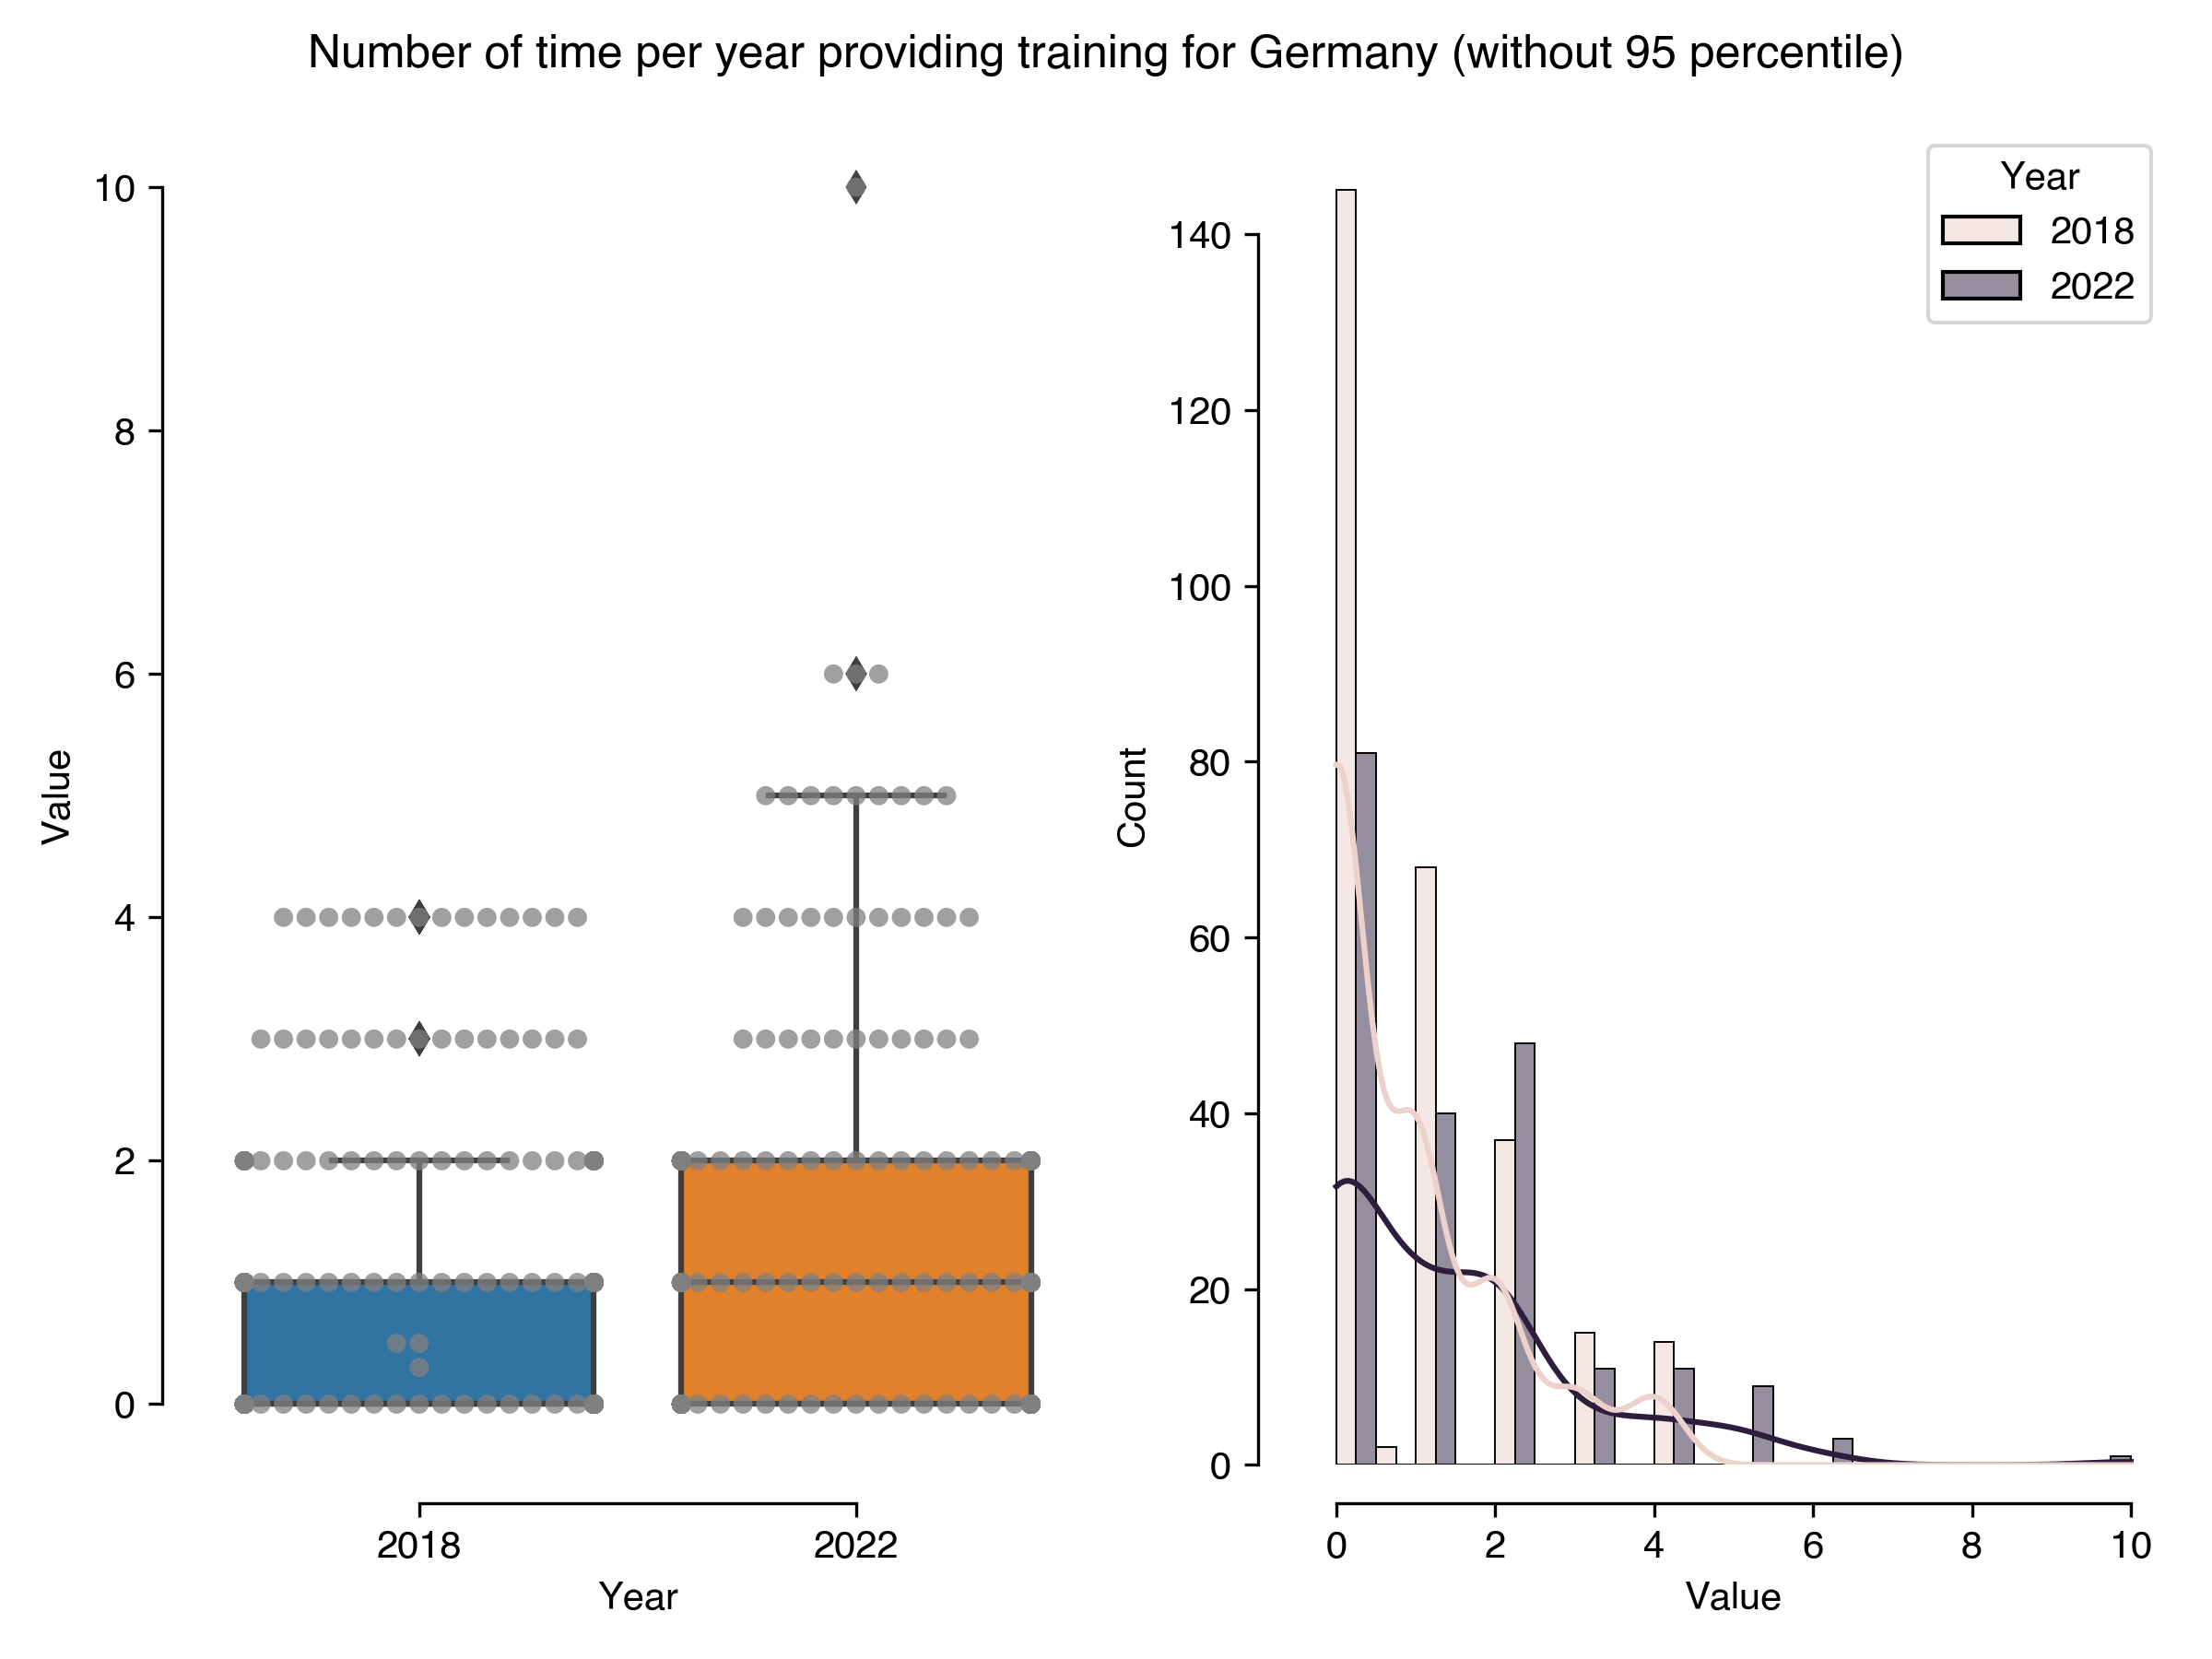 Number of time per year providing training for Germany (without 95 percentile)
10
8
6
4
2
0
Value
2018
2022
Year
140
120
100
80
60
40
20
0
Count
0 2 4 6 8 10
Value
Year
2018
2022